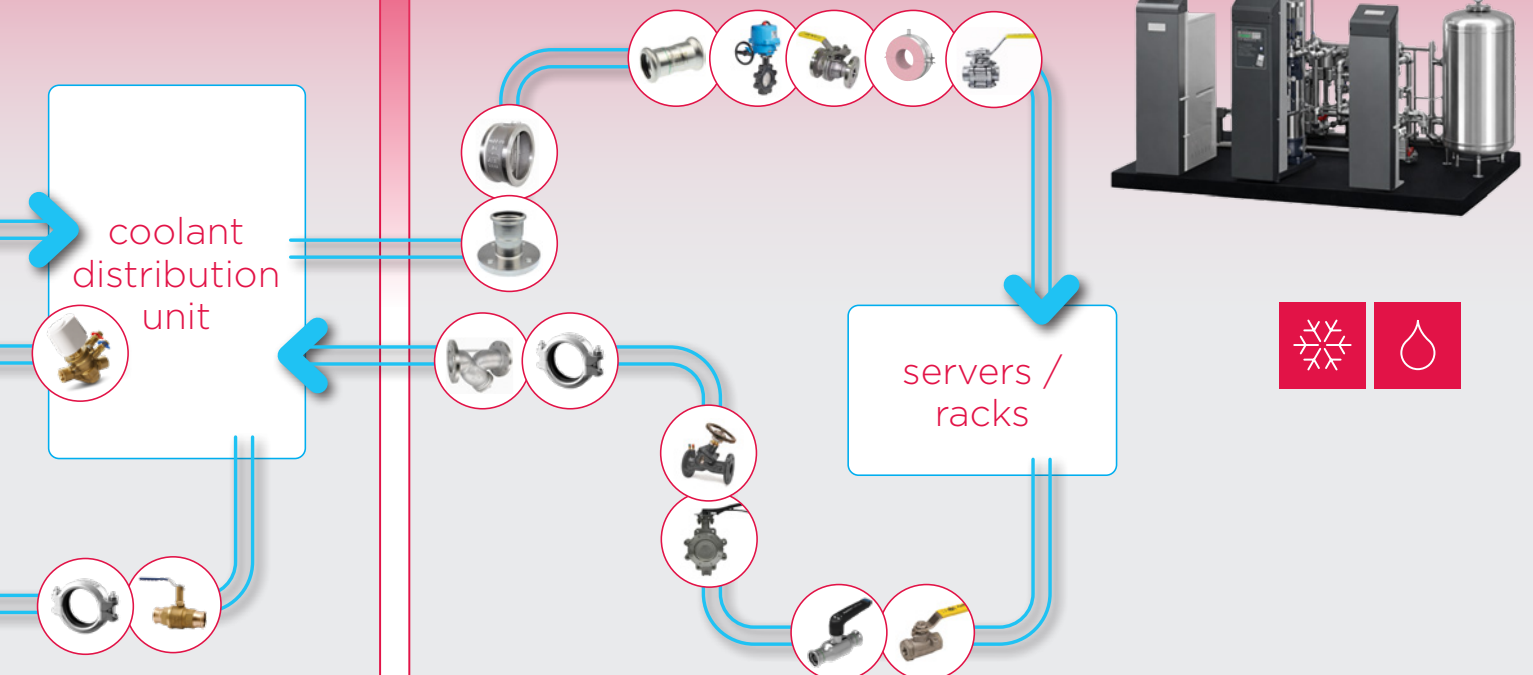 coolant
distribution
unit
servers /
racks